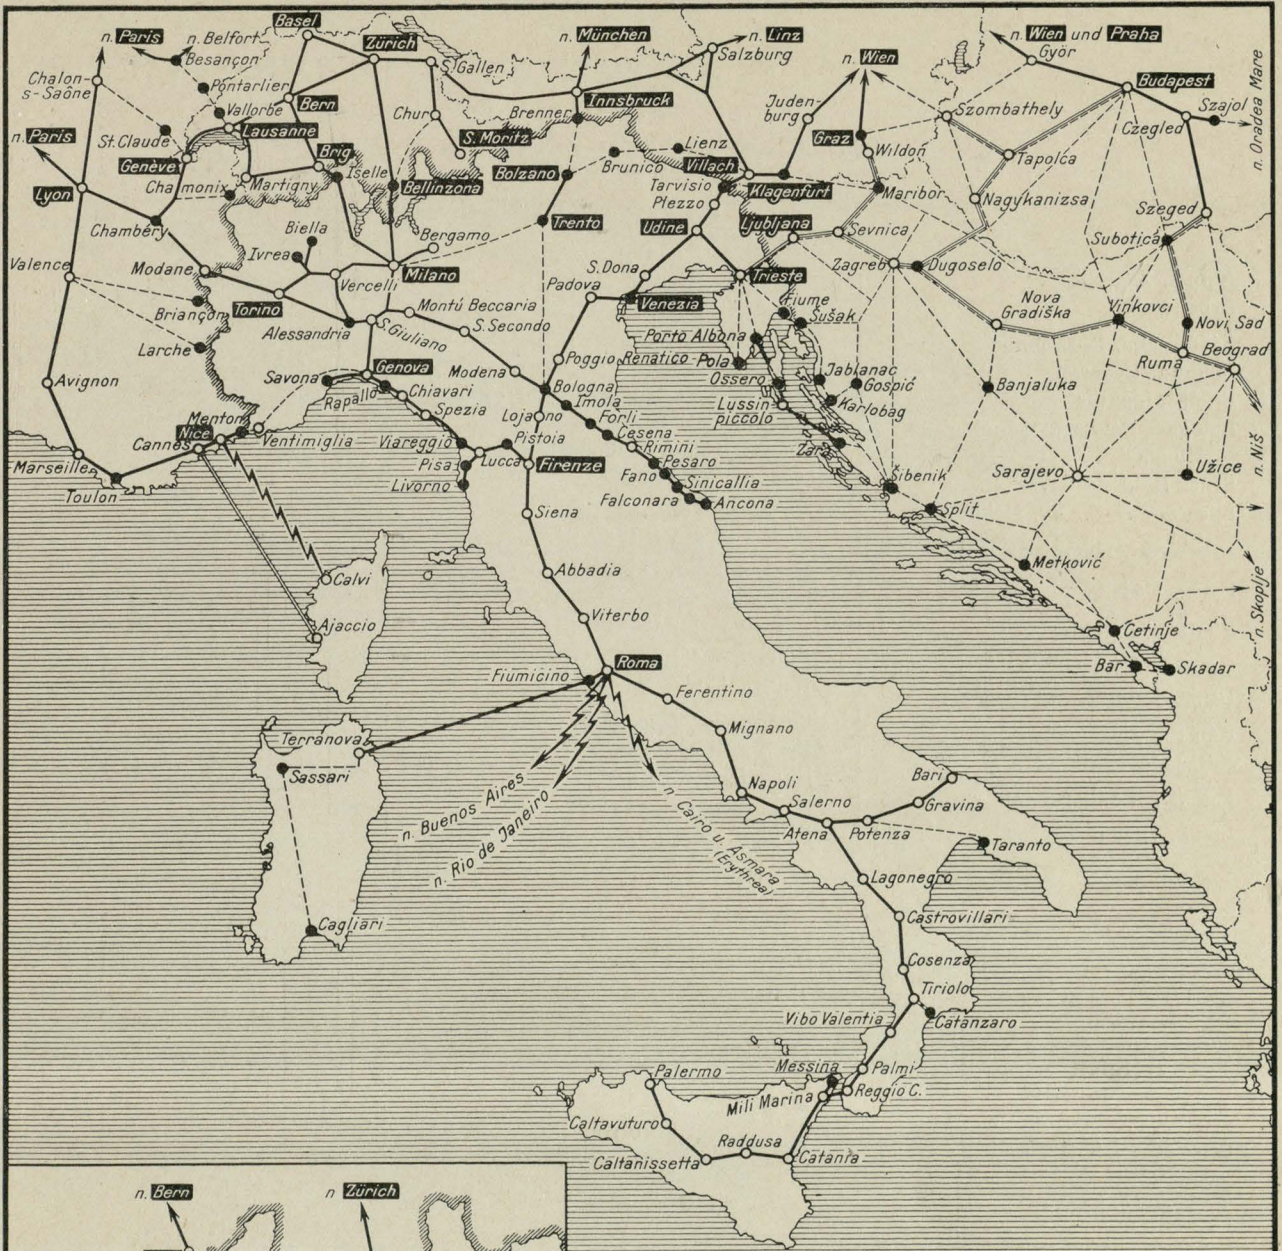 n. Paris
n. Belfort
Besançon
Basel
Zürich
S. Gallen
n. München
n. Linz
Salzburg
n. Wien
n. Wien und Praha
Györ
Budapest
Szajol
Czegled
n. Oradea Mare
Chalon-
s-Saône
Pontarlier
Vallorbe
Bern
Lausanne
Chur
Brenner
Innsbruck
Juden-
burg
Graz
Wildon
Szombathely
Tapolca
n. Paris
St. Claude
Genève
Brig
S. Moritz
Lienz
Brunico
Villach
Lyon
Chamonix
Martigny
Iselle
Bellinzona
Bolzano
Tarvisio
Plezzo
Klagenfurt
Maribor
Nagykanizsa
Chambéry
Biella
Ivrea
Trento
Udine
Ljubljana
Sevnica
Szeged
Subotica
Valence
Modane
Bergamo
Milano
Vercelli
S. Dona
Trieste
Zagreb
Dugoselo
Torino
Padova
Venezia
Briançon
Alessandria
S. Giuliano
Montú Beccaria
S. Secondo
Fiume
Sušak
Nova
Gradiška
Vinkovci
Novi Sad
Larche
Porto Albona
Poggio Renatico
Pola
Ruma
Beograd
Avignon
Savona
Genova
Rapallo
Chiavari
Modena
Bologna
Imola
Ossero
Lussin
piccolo
Jablanac
Gospić
Karlobag
Banjaluka
Menton
Nice
Cannes
Ventimiglia
Spezia
Lojano
Forli
Cesena
Rimini
Zara
n. Niš
Marseille
Toulon
Viareggio
Pistoia
Pisa
Lucca
Firenze
Livorno
Pesaro
Fano
Sinicallia
Falconara
Ancona
Šibenik
Sarajevo
Užice
Siena
Split
Calvi
Abbadia
Metković
n. Skoplje
Ajaccio
Viterbo
Cetinje
Roma
Fiumicino
Bar
Skadar
Ferentino
Terranova
Mignano
Sassari
n. Buenos Aires
n. Rio de Janeiro
n. Cairo u. Asmara
(Erythrea)
Napoli
Bari
Salerno
Gravina
Atena
Potenza
Taranto
Lagonegro
Cagliari
Castrovillari
Cosenza
Tiriolo
Vibo Valentia
Catanzaro
Palermo
Messina
Palmi
Mili Marina
Reggio C.
Caltavuturo
Raddusa
Caltanissetta
Catania
n. Bern
n Zürich